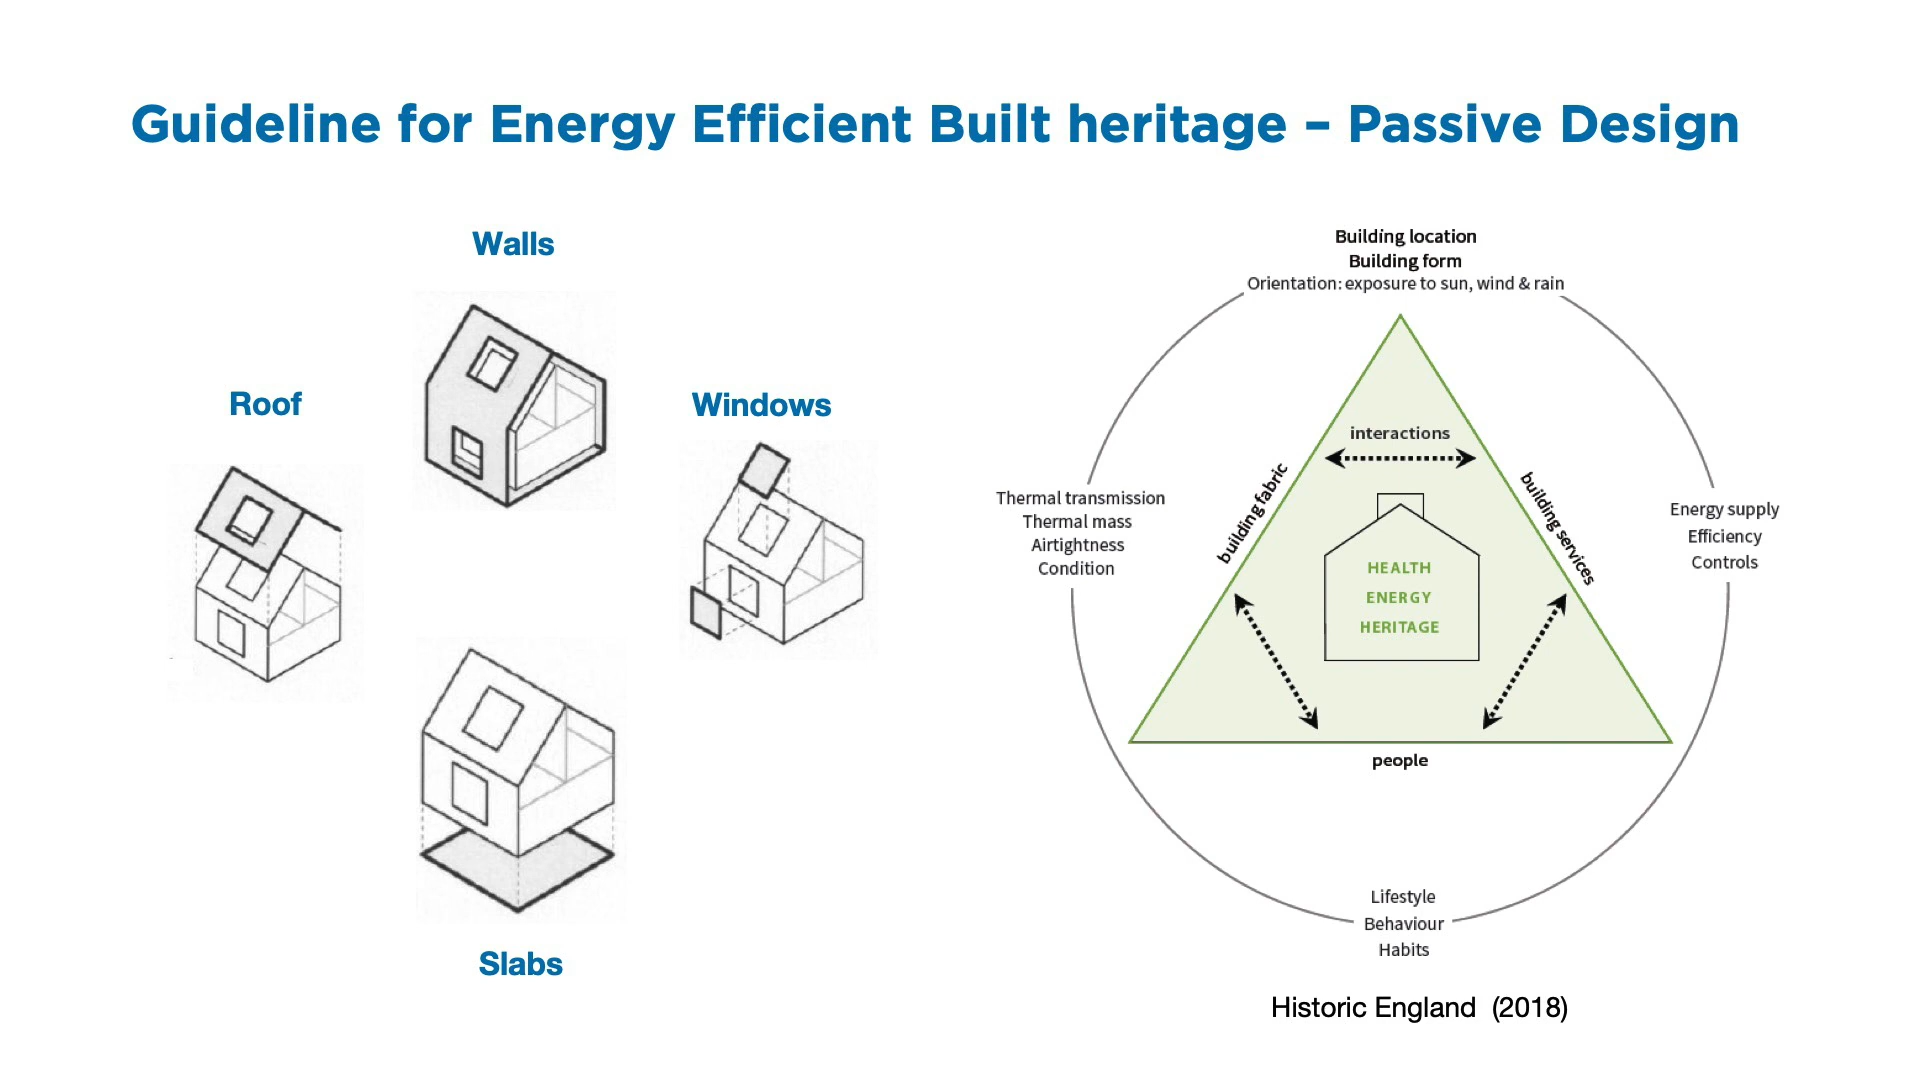 Guideline for Energy Efficient Built heritage – Passive Design
Walls
Roof
Windows
Slabs
Building location
Building form
Orientation: exposure to sun, wind & rain
interactions
building fabric
building services
Thermal transmission
Thermal mass
Airtightness
Condition
Energy supply
Efficiency
Controls
HEALTH
ENERGY
HERITAGE
people
Lifestyle
Behaviour
Habits
Historic England (2018)